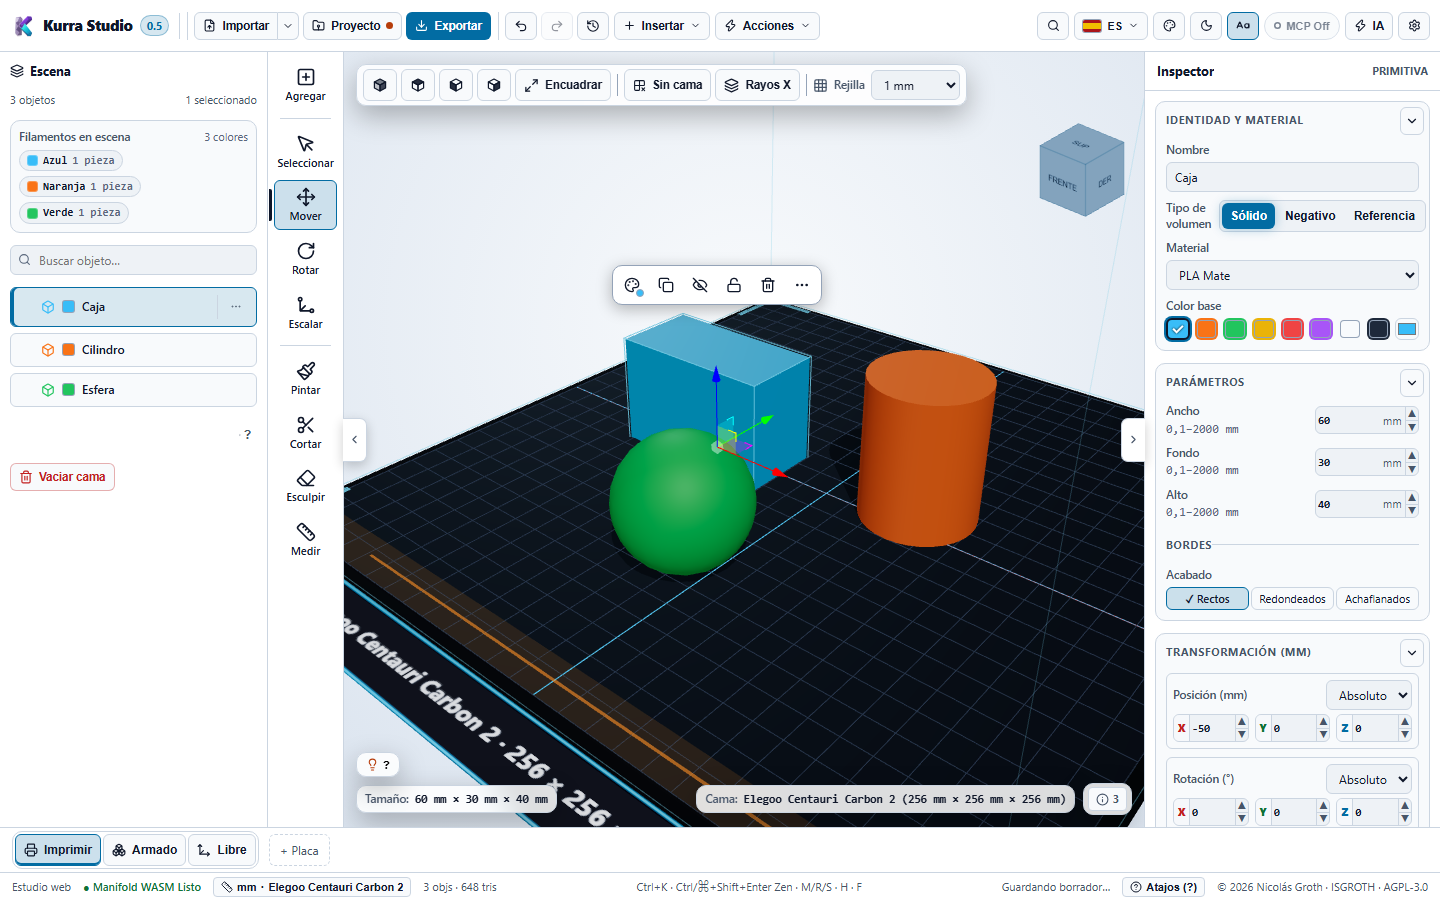 Kurra Studio 0.5
Importar
Proyecto
Exportar
Insertar
Acciones
ES
Aa
MCP Off
IA
Escena
3 objetos
1 seleccionado
Filamentos en escena
3 colores
Azul 1 pieza
Naranja 1 pieza
Verde 1 pieza
Buscar objeto...
Caja
Cilindro
Esfera
?
Vaciar cama
Agregar
Seleccionar
Mover
Rotar
Escalar
Pintar
Cortar
Esculpir
Medir
Encuadrar
Sin cama
Rayos X
Rejilla
1 mm
SUP
FRENTE
DER
Centauri Carbon 2 · 256 × 256
?
Tamaño: 60 mm × 30 mm × 40 mm
Cama: Elegoo Centauri Carbon 2 (256 mm × 256 mm × 256 mm)
3
Inspector
PRIMITIVA
IDENTIDAD Y MATERIAL
Nombre
Caja
Tipo de volumen
Sólido
Negativo
Referencia
Material
PLA Mate
Color base
PARÁMETROS
Ancho
0,1–2000 mm
60 mm
Fondo
0,1–2000 mm
30 mm
Alto
0,1–2000 mm
40 mm
BORDES
Acabado
✓ Rectos
Redondeados
Achaflanados
TRANSFORMACIÓN (MM)
Posición (mm)
Absoluto
X -50
Y 0
Z 0
Rotación (°)
Absoluto
X 0
Y 0
Z 0
Imprimir
Armado
Libre
+ Placa
Estudio web
● Manifold WASM Listo
mm · Elegoo Centauri Carbon 2
3 objs · 648 tris
Ctrl+K · Ctrl/⌘+Shift+Enter Zen · M/R/S · H · F
Guardando borrador...
Atajos (?)
© 2026 Nicolás Groth · ISGROTH · AGPL-3.0